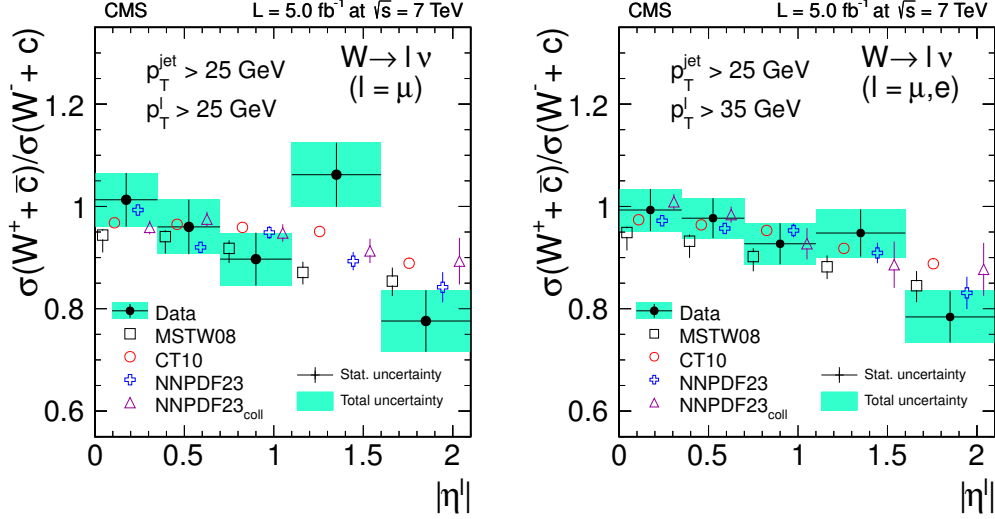 CMS L = 5.0 fb⁻¹ at √s = 7 TeV
σ(W⁺ + c̄)/σ(W⁻ + c)
1.2
1
0.8
0.6
p_T^jet > 25 GeV
p_T^l > 25 GeV
W → l ν
(l = μ)
Data
MSTW08
CT10
NNPDF23
NNPDF23_coll
Stat. uncertainty
Total uncertainty
0 0.5 1 1.5 2
|η^l|
CMS L = 5.0 fb⁻¹ at √s = 7 TeV
σ(W⁺ + c̄)/σ(W⁻ + c)
1.2
1
0.8
0.6
p_T^jet > 25 GeV
p_T^l > 35 GeV
W → l ν
(l = μ,e)
Data
MSTW08
CT10
NNPDF23
NNPDF23_coll
Stat. uncertainty
Total uncertainty
0 0.5 1 1.5 2
|η^l|